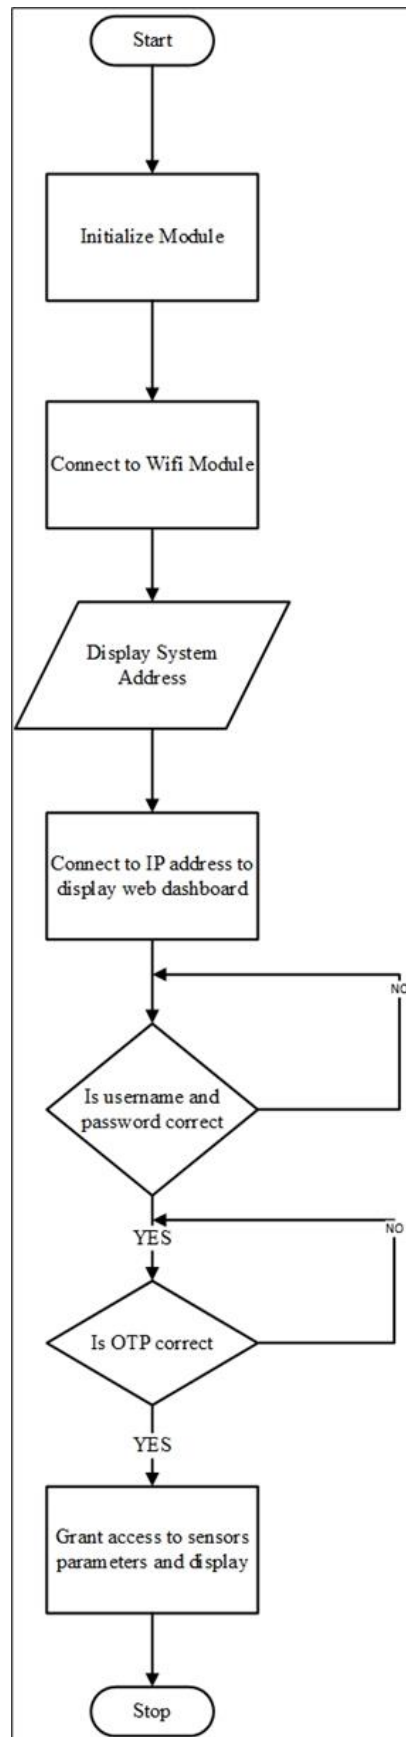 Start
Initialize Module
Connect to Wifi Module
Display System
Address
Connect to IP address to
display web dashboard
NO
Is username and
password correct
YES
NO
Is OTP correct
YES
Grant access to sensors
parameters and display
Stop